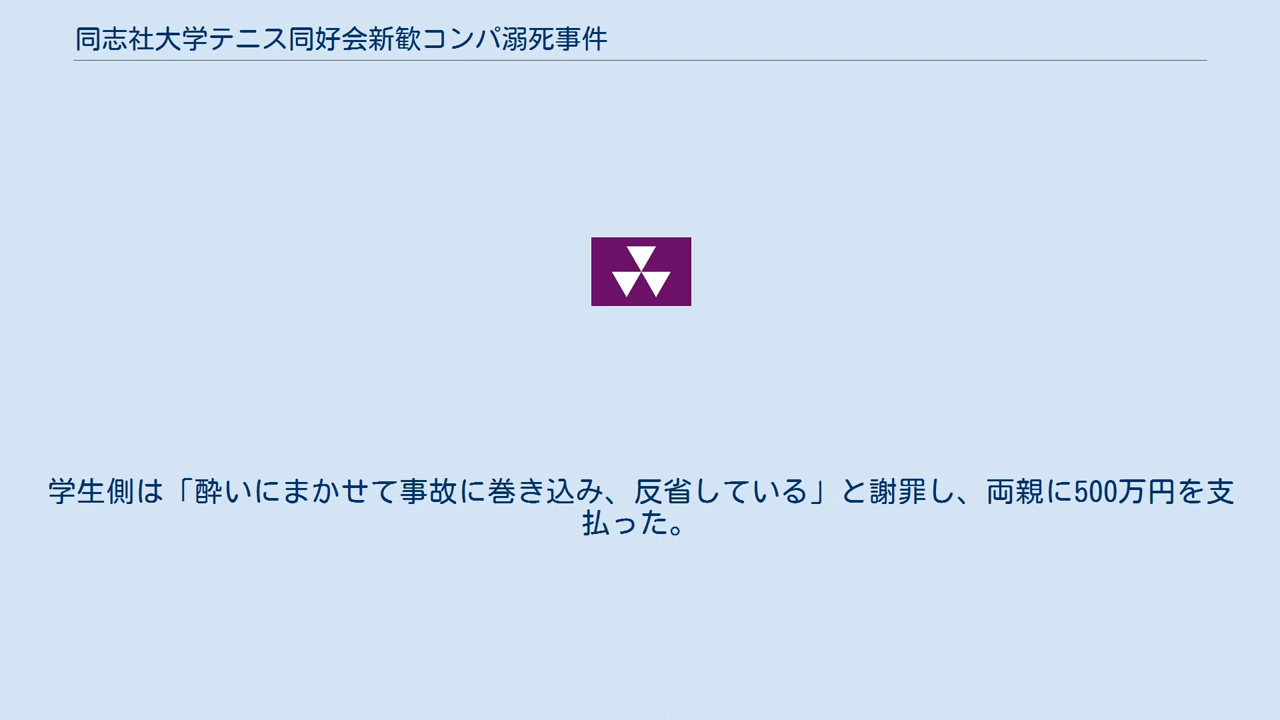 同志社大学テニス同好会新歓コンパ溺死事件
学生側は「酔いにまかせて事故に巻き込み、反省している」と謝罪し、両親に500万円を支
払った。